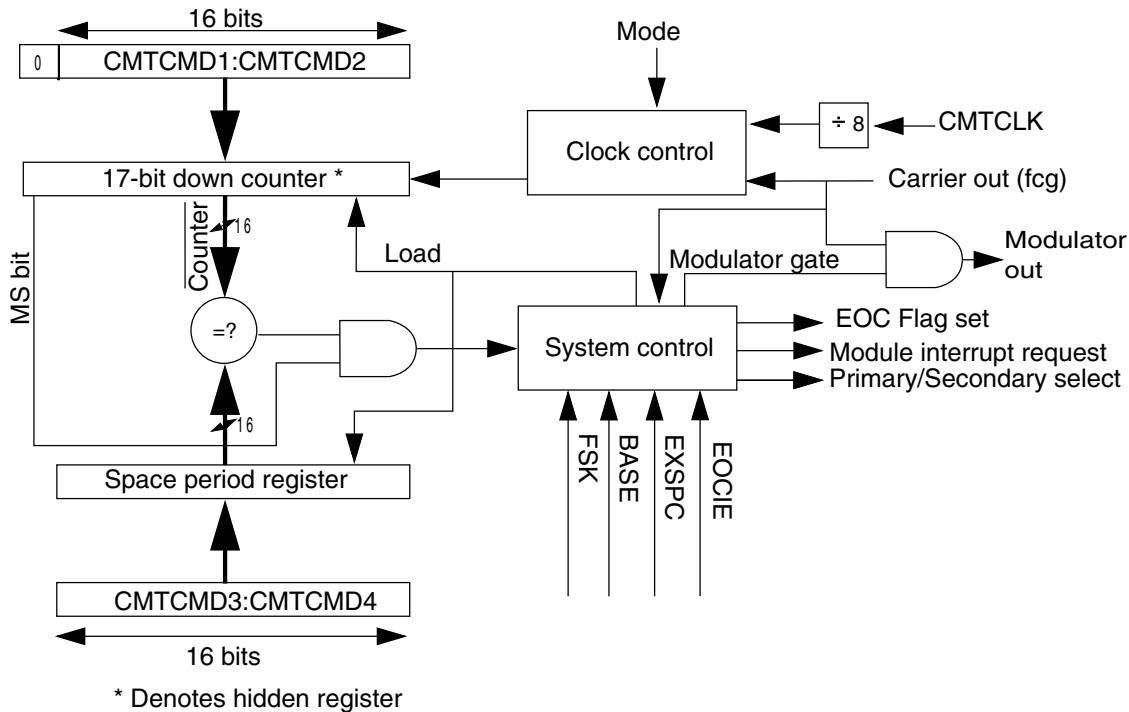 16 bits
0
CMTCMD1:CMTCMD2
Mode
÷ 8
CMTCLK
Clock control
17-bit down counter *
Carrier out (fcg)
16
Counter
MS bit
Load
Modulator gate
Modulator
out
=?
System control
EOC Flag set
Module interrupt request
Primary/Secondary select
16
FSK
BASE
EXSPC
EOCIE
Space period register
CMTCMD3:CMTCMD4
16 bits
* Denotes hidden register